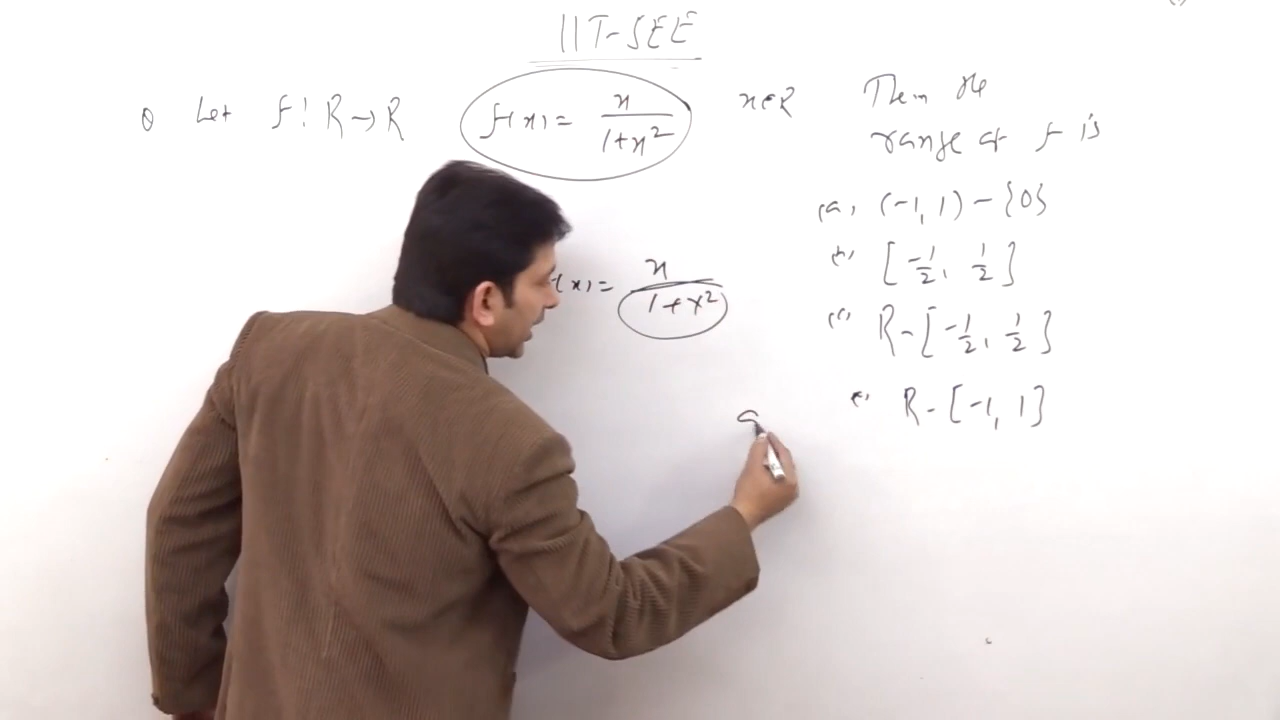 IIT-JEE
Q Let f: R→R f(x) = x/(1+x²) x∈R Then the
range of f is
(a) (-1, 1) - {0}
(b) [-1/2, 1/2]
(x) = x/(1+x²)
(c) R - [-1/2, 1/2]
R - [-1, 1]